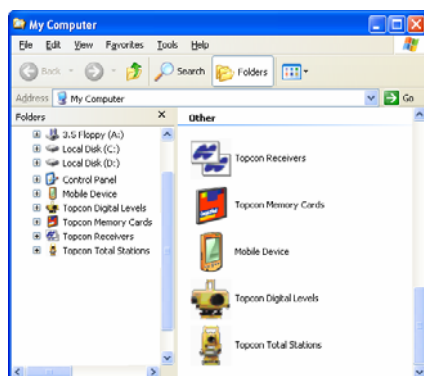 My Computer
File Edit View Favorites Tools Help
Back Search Folders
Address My Computer Go
Folders X
3.5 Floppy (A:)
Local Disk (C:)
Local Disk (D:)
Control Panel
Mobile Device
Topcon Digital Levels
Topcon Memory Cards
Topcon Receivers
Topcon Total Stations
Other
Topcon Receivers
Topcon Memory Cards
Mobile Device
Topcon Digital Levels
Topcon Total Stations